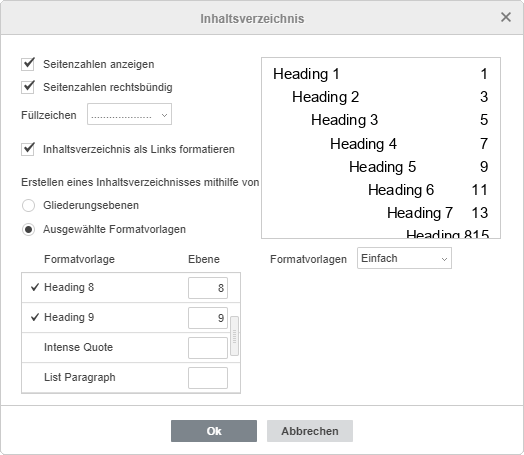 Inhaltsverzeichnis
Seitenzahlen anzeigen
Seitenzahlen rechtsbündig
Füllzeichen ....................
Inhaltsverzeichnis als Links formatieren
Erstellen eines Inhaltsverzeichnisses mithilfe von
Gliederungsebenen
Ausgewählte Formatvorlagen
Formatvorlage Ebene
Heading 8 8
Heading 9 9
Intense Quote
List Paragraph
Heading 1 1
Heading 2 3
Heading 3 5
Heading 4 7
Heading 5 9
Heading 6 11
Heading 7 13
Heading 815
Formatvorlagen Einfach
Ok Abbrechen